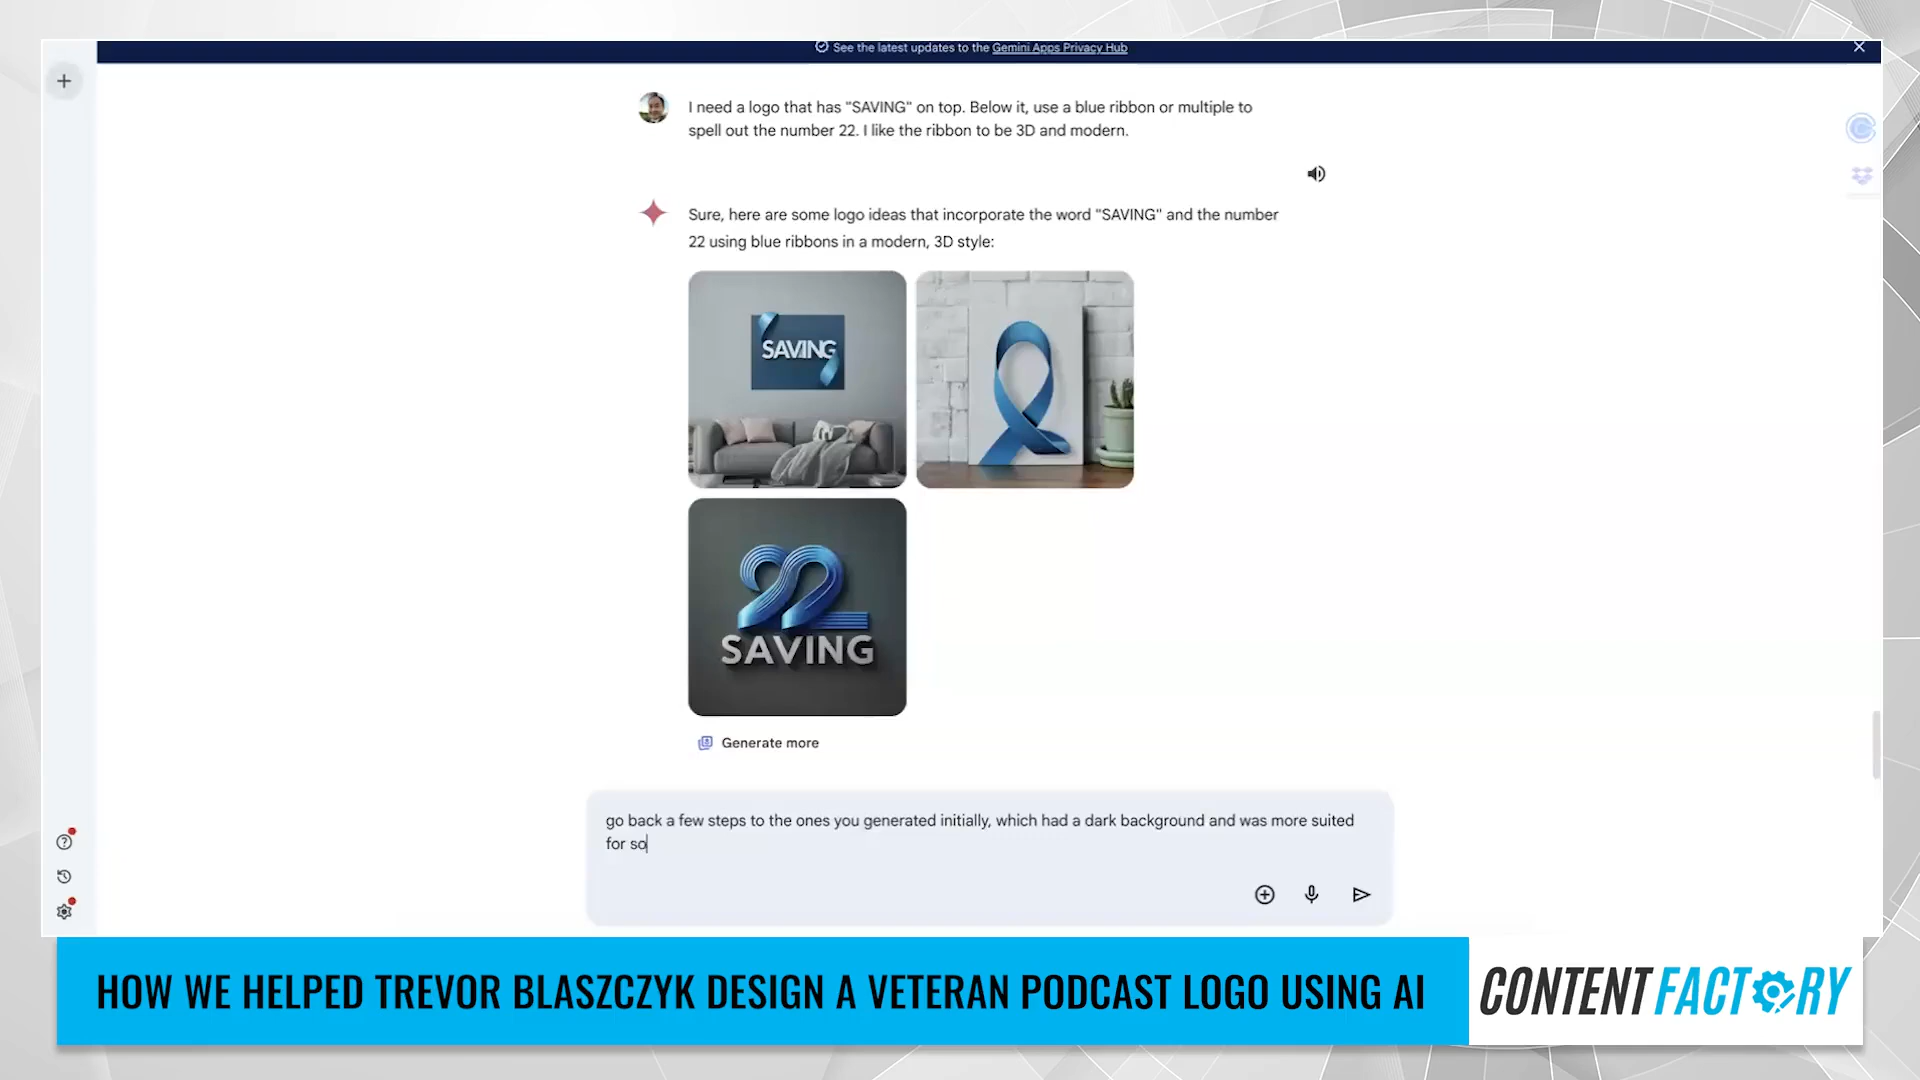 See the latest updates to the Gemini Apps Privacy Hub
I need a logo that has "SAVING" on top. Below it, use a blue ribbon or multiple to
spell out the number 22. I like the ribbon to be 3D and modern.
Sure, here are some logo ideas that incorporate the word "SAVING" and the number
22 using blue ribbons in a modern, 3D style:
SAVING
22
SAVING
Generate more
go back a few steps to the ones you generated initially, which had a dark background and was more suited
for so
HOW WE HELPED TREVOR BLASZCZYK DESIGN A VETERAN PODCAST LOGO USING AI
CONTENT FACTORY